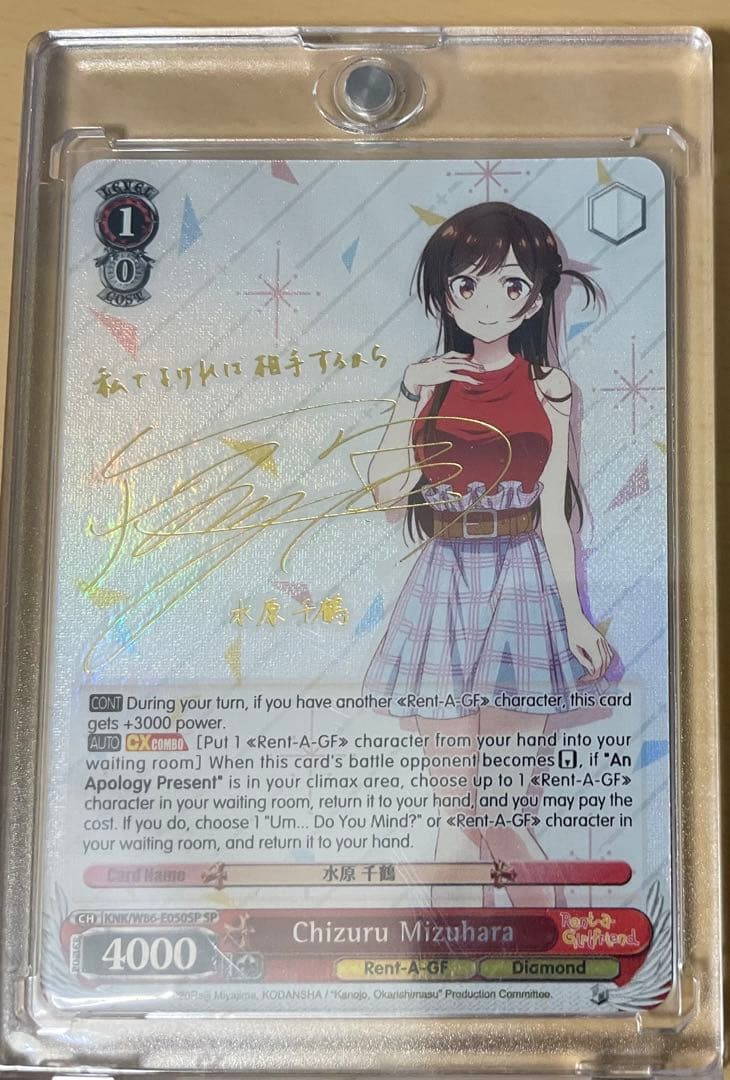 LEVEL
1
0
COST
私でよければ相手するから
水原千鶴
CONT During your turn, if you have another «Rent-A-GF» character, this card
gets +3000 power.
AUTO CX COMBO [Put 1 «Rent-A-GF» character from your hand into your
waiting room] When this card's battle opponent becomes , if "An
Apology Present" is in your climax area, choose up to 1 «Rent-A-GF»
character in your waiting room, return it to your hand, and you may pay the
cost. If you do, choose 1 "Um... Do You Mind?" or «Rent-A-GF» character in
your waiting room, and return it to your hand.
Card Name 水原 千鶴
CH KNK/W86-E050SP SP
Chizuru Mizuhara
Rent-a-
Girlfriend
POWER
4000
Rent-A-GF
Diamond
Miyajima, KODANSHA / "Kanojo, Okarishimasu" Production Committee.